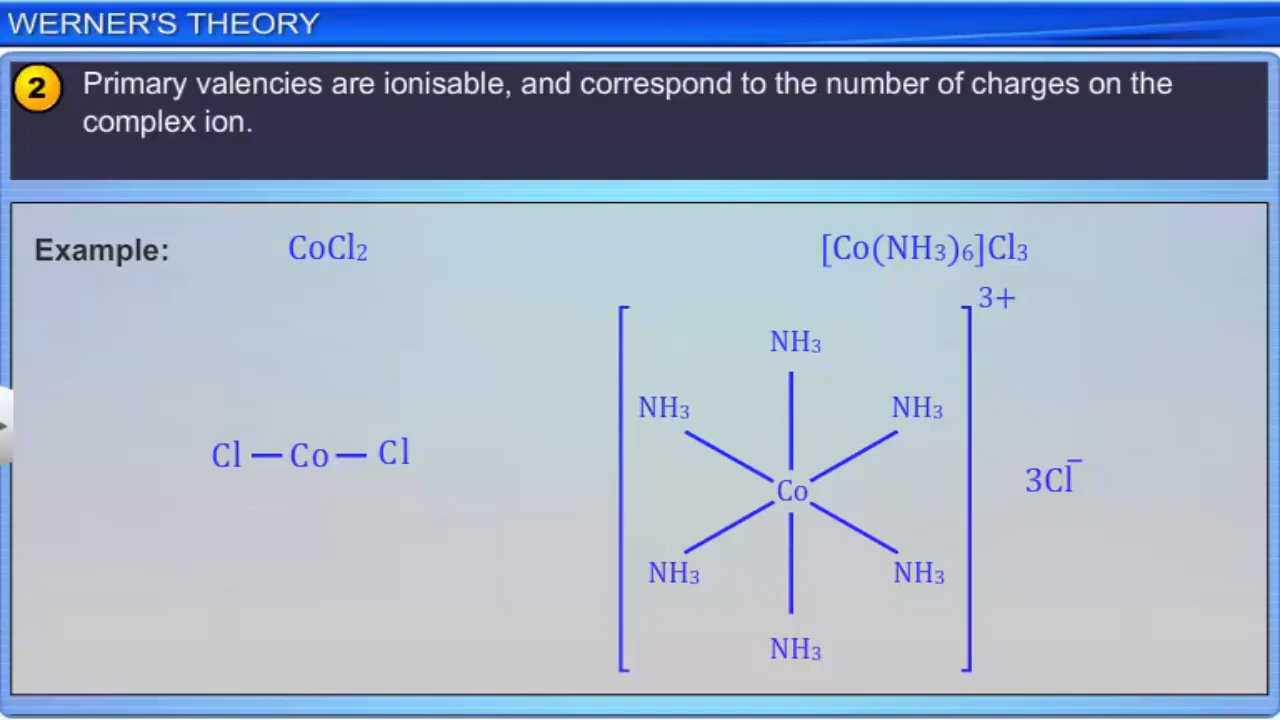 WERNER'S THEORY
2 Primary valencies are ionisable, and correspond to the number of charges on the
complex ion.
Example: CoCl₂ [Co(NH₃)₆]Cl₃
3+
NH₃
NH₃ NH₃
Cl — Co — Cl
Co 3Cl⁻
NH₃ NH₃
NH₃